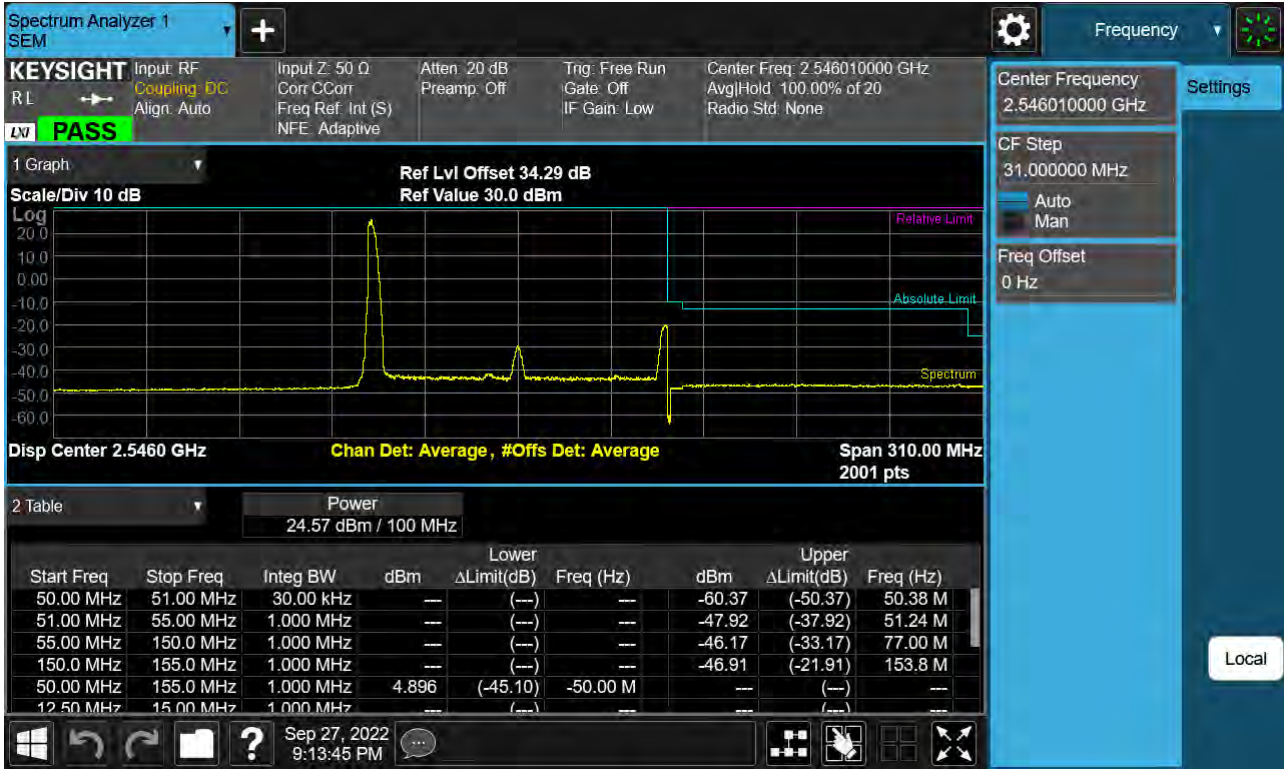 Spectrum Analyzer 1
SEM
Frequency
KEYSIGHT
RL
LXI
PASS
Input: RF
Coupling: DC
Align: Auto
Input Z: 50 Ω
Corr CCorr
Freq Ref: Int (S)
NFE: Adaptive
Atten: 20 dB
Preamp: Off
Trig: Free Run
Gate: Off
IF Gain: Low
Center Freq: 2.546010000 GHz
Avg|Hold: 100.00% of 20
Radio Std: None
Center Frequency
2.546010000 GHz
Settings
CF Step
31.000000 MHz
Auto
Man
Freq Offset
0 Hz
Local
1 Graph
Scale/Div 10 dB
Ref Lvl Offset 34.29 dB
Ref Value 30.0 dBm
Log
20.0
10.0
0.00
-10.0
-20.0
-30.0
-40.0
-50.0
-60.0
Relative Limit
Absolute Limit
Spectrum
Disp Center 2.5460 GHz
Chan Det: Average, #Offs Det: Average
Span 310.00 MHz
2001 pts
2 Table
Power
24.57 dBm / 100 MHz
Lower Upper
Start Freq Stop Freq Integ BW dBm ΔLimit(dB) Freq (Hz) dBm ΔLimit(dB) Freq (Hz)
50.00 MHz 51.00 MHz 30.00 kHz --- (---) --- -60.37 (-50.37) 50.38 M
51.00 MHz 55.00 MHz 1.000 MHz --- (---) --- -47.92 (-37.92) 51.24 M
55.00 MHz 150.0 MHz 1.000 MHz --- (---) --- -46.17 (-33.17) 77.00 M
150.0 MHz 155.0 MHz 1.000 MHz --- (---) --- -46.91 (-21.91) 153.8 M
50.00 MHz 155.0 MHz 1.000 MHz 4.896 (-45.10) -50.00 M --- (---) ---
12.50 MHz 15.00 MHz 1.000 MHz --- (---) --- --- (---) ---
Sep 27, 2022
9:13:45 PM